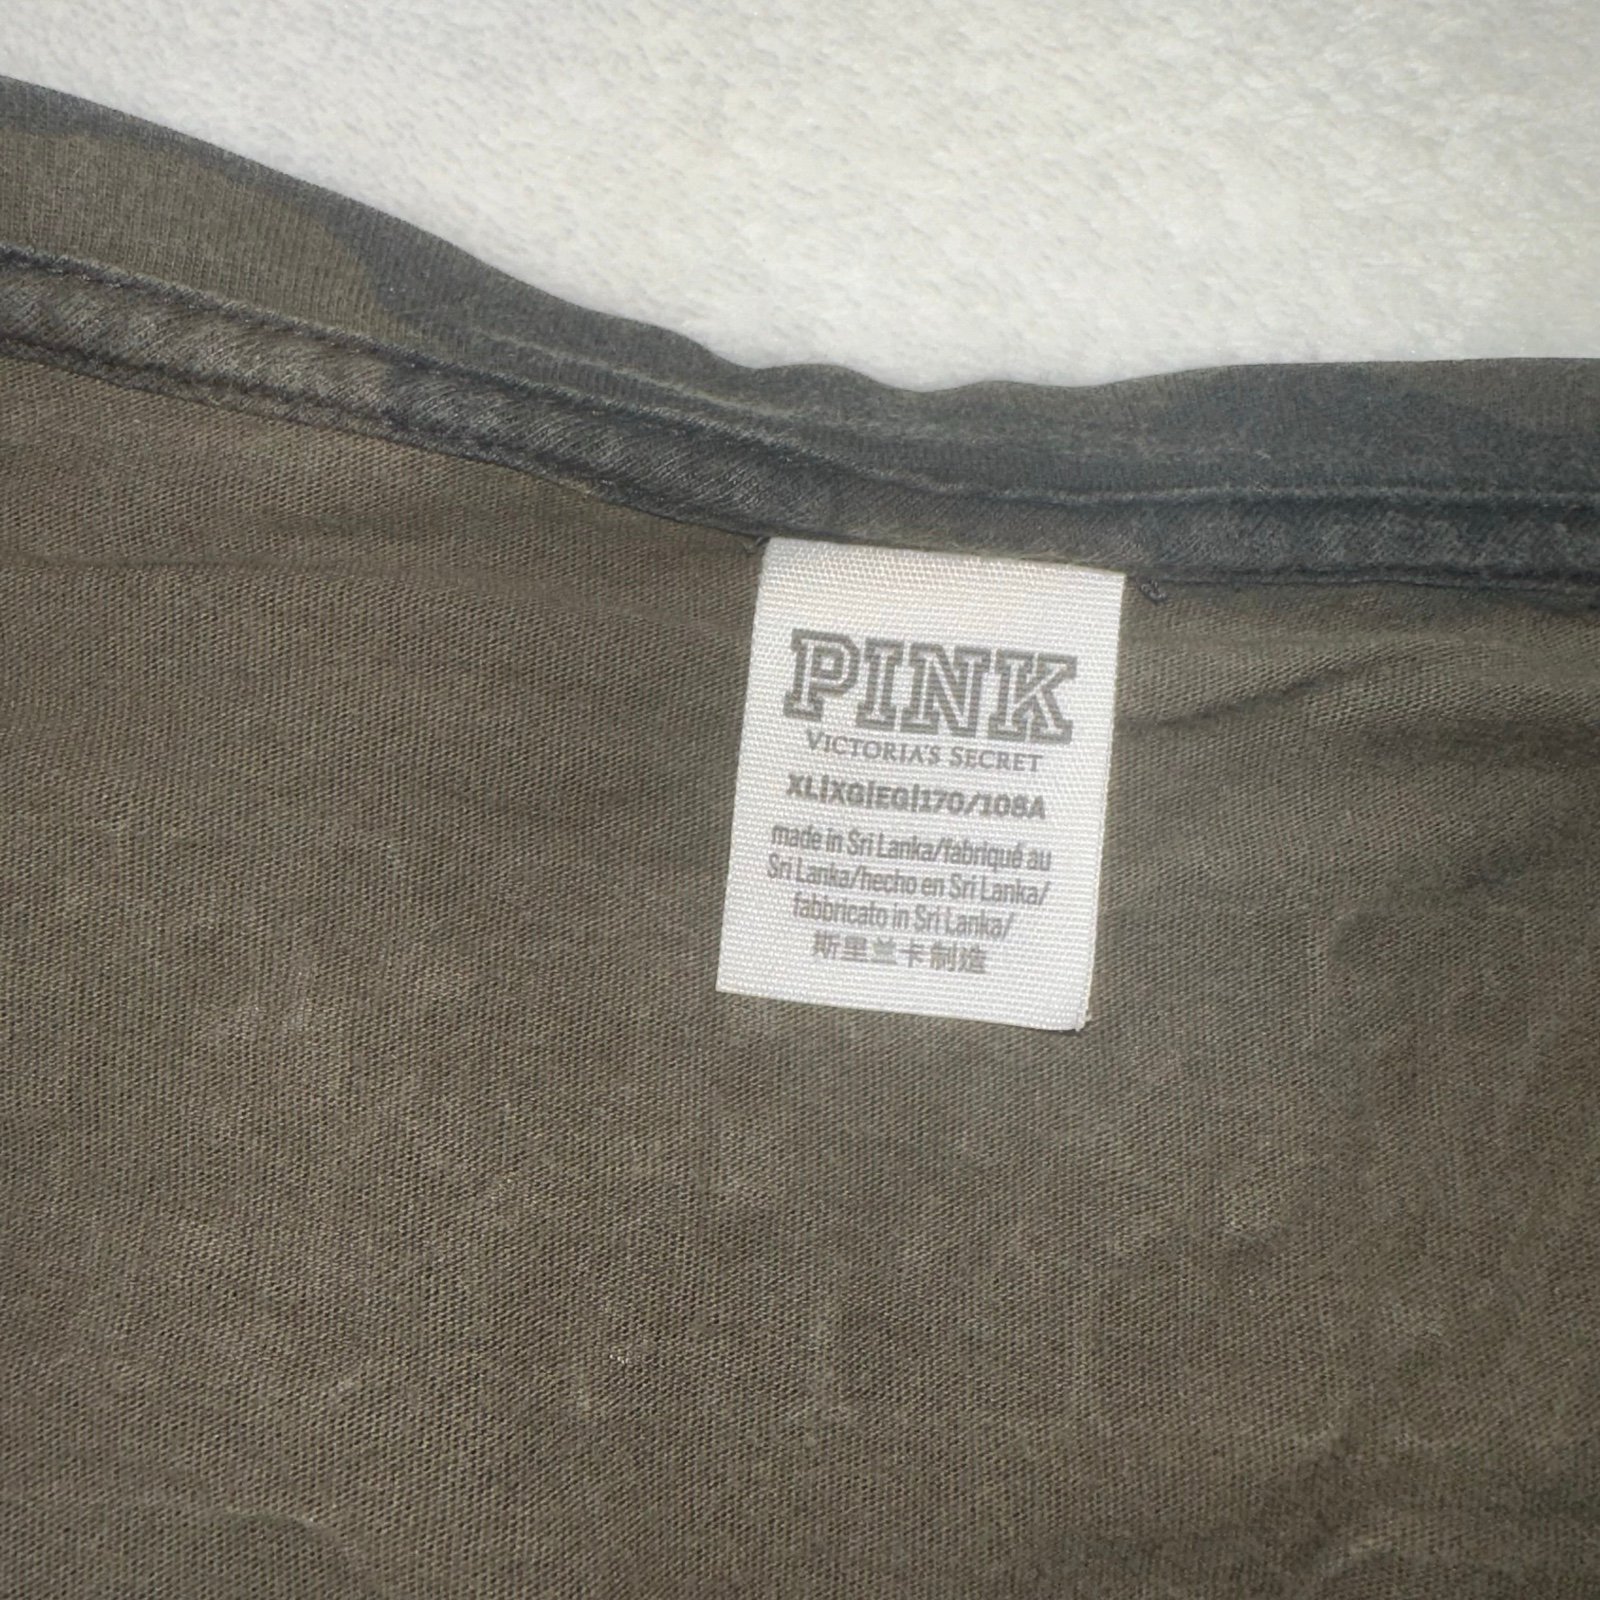 PINK
VICTORIA'S SECRET
XL|XG|EG|170/108A
made in Sri Lanka/fabriqué au
Sri Lanka/hecho en Sri Lanka/
fabbricato in Sri Lanka/
斯里兰卡制造